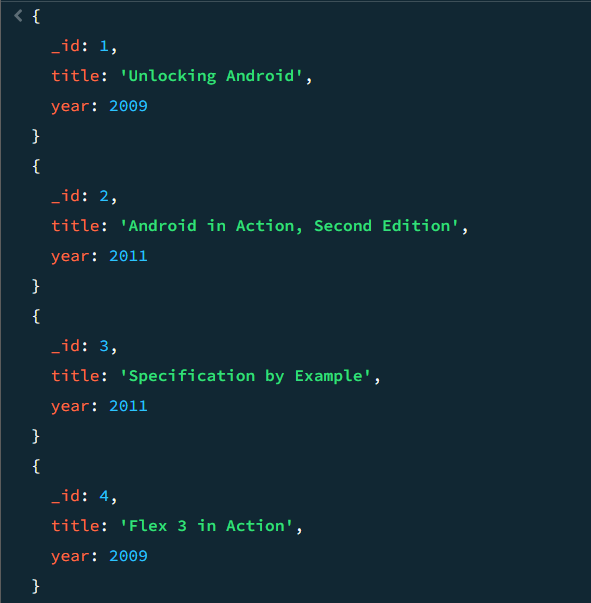 {
_id: 1,
title: 'Unlocking Android',
year: 2009
}
{
_id: 2,
title: 'Android in Action, Second Edition',
year: 2011
}
{
_id: 3,
title: 'Specification by Example',
year: 2011
}
{
_id: 4,
title: 'Flex 3 in Action',
year: 2009
}